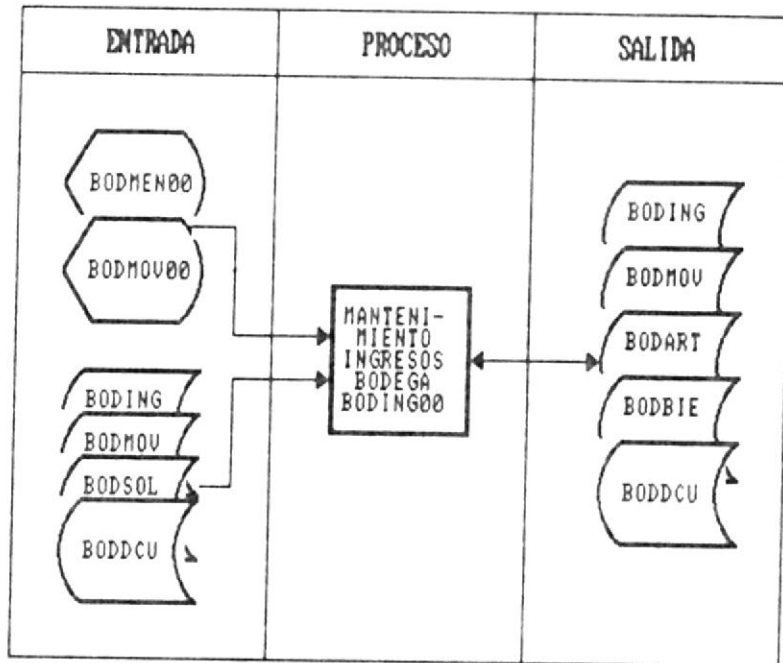 ENTRADA
PROCESO
SALIDA
BODMEN00
BODMOV00
BODING
BODMOV
BODSOL
BODDCU
MANTENI-
MIENTO
INGRESOS
BODEGA
BODING00
BODING
BODMOV
BODART
BODBIE
BODDCU